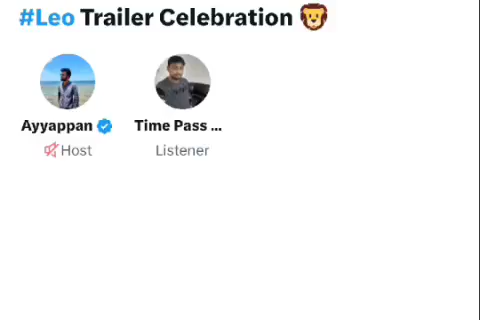 #Leo Trailer Celebration 🦁
Ayyappan
Time Pass ...
Host
Listener